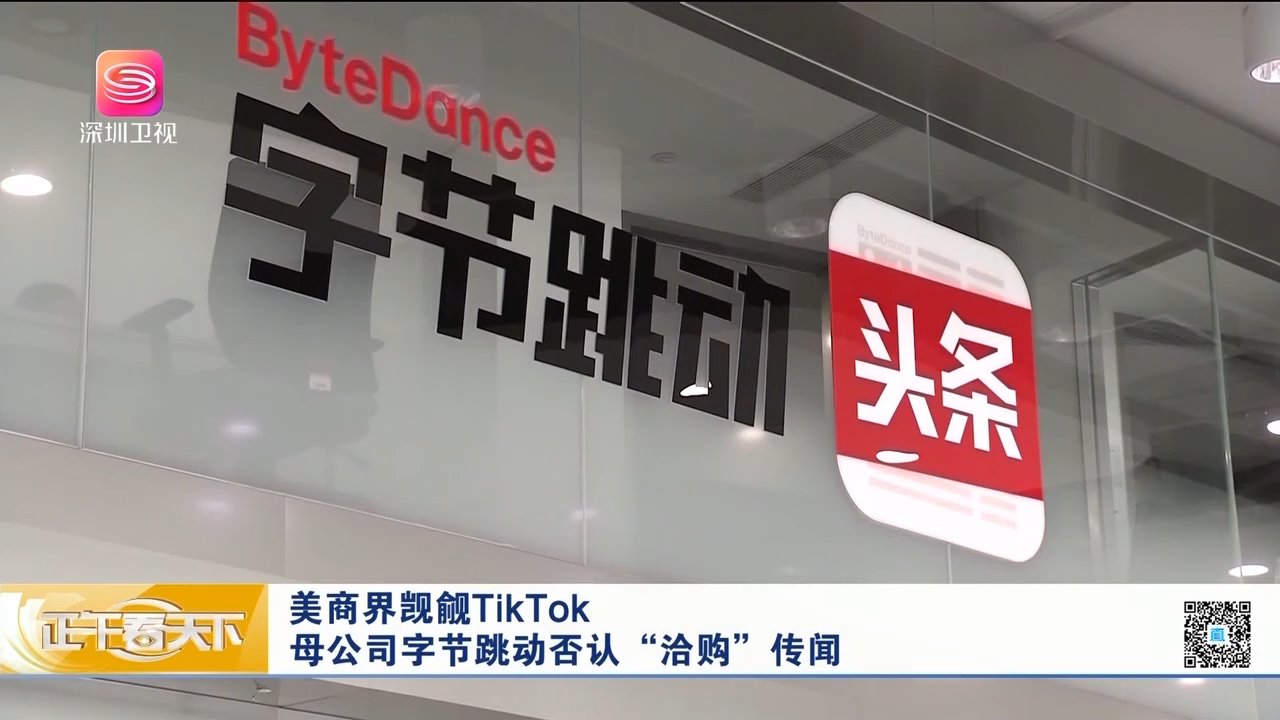 深圳卫视
ByteDance
字节跳动
ByteDance
头条
正午看天下
美商界觊觎TikTok
母公司字节跳动否认“洽购”传闻